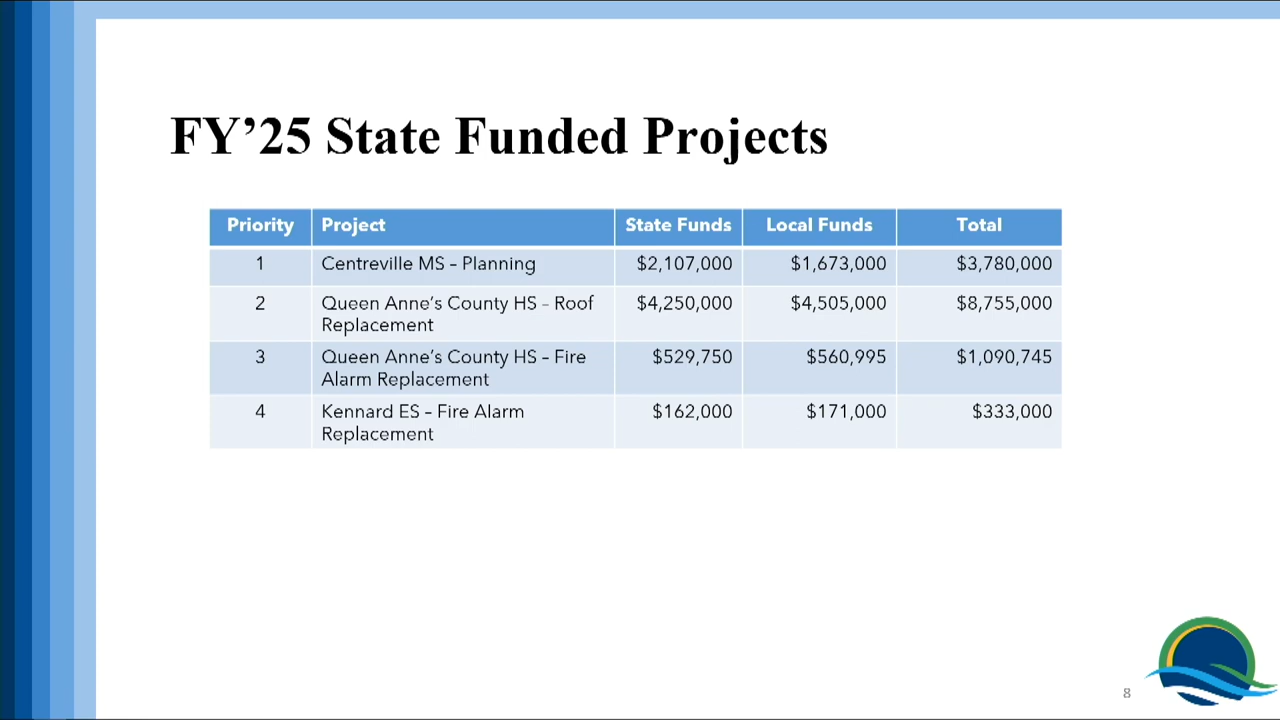 FY’25 State Funded Projects
Priority Project State Funds Local Funds Total
1 Centreville MS – Planning $2,107,000 $1,673,000 $3,780,000
2 Queen Anne’s County HS – Roof $4,250,000 $4,505,000 $8,755,000
Replacement
3 Queen Anne’s County HS – Fire $529,750 $560,995 $1,090,745
Alarm Replacement
4 Kennard ES – Fire Alarm $162,000 $171,000 $333,000
Replacement
8